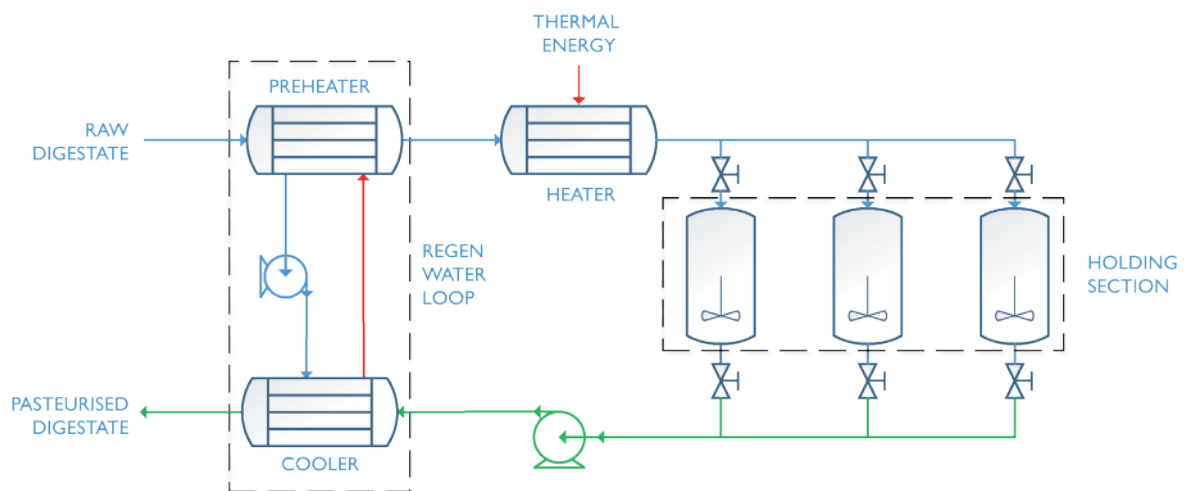 THERMAL
ENERGY
PREHEATER
RAW
DIGESTATE
HEATER
REGEN
WATER
LOOP
HOLDING
SECTION
PASTEURISED
DIGESTATE
COOLER